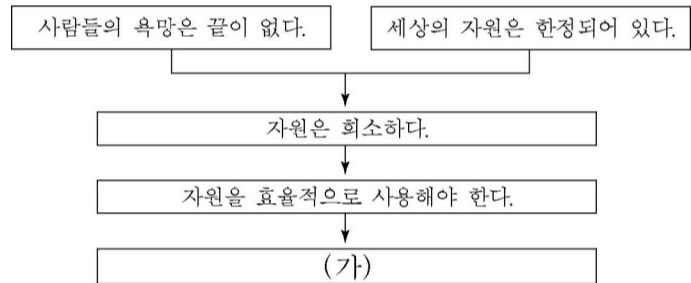 사람들의 욕망은 끝이 없다.
세상의 자원은 한정되어 있다.
자원은 희소하다.
자원을 효율적으로 사용해야 한다.
(가)